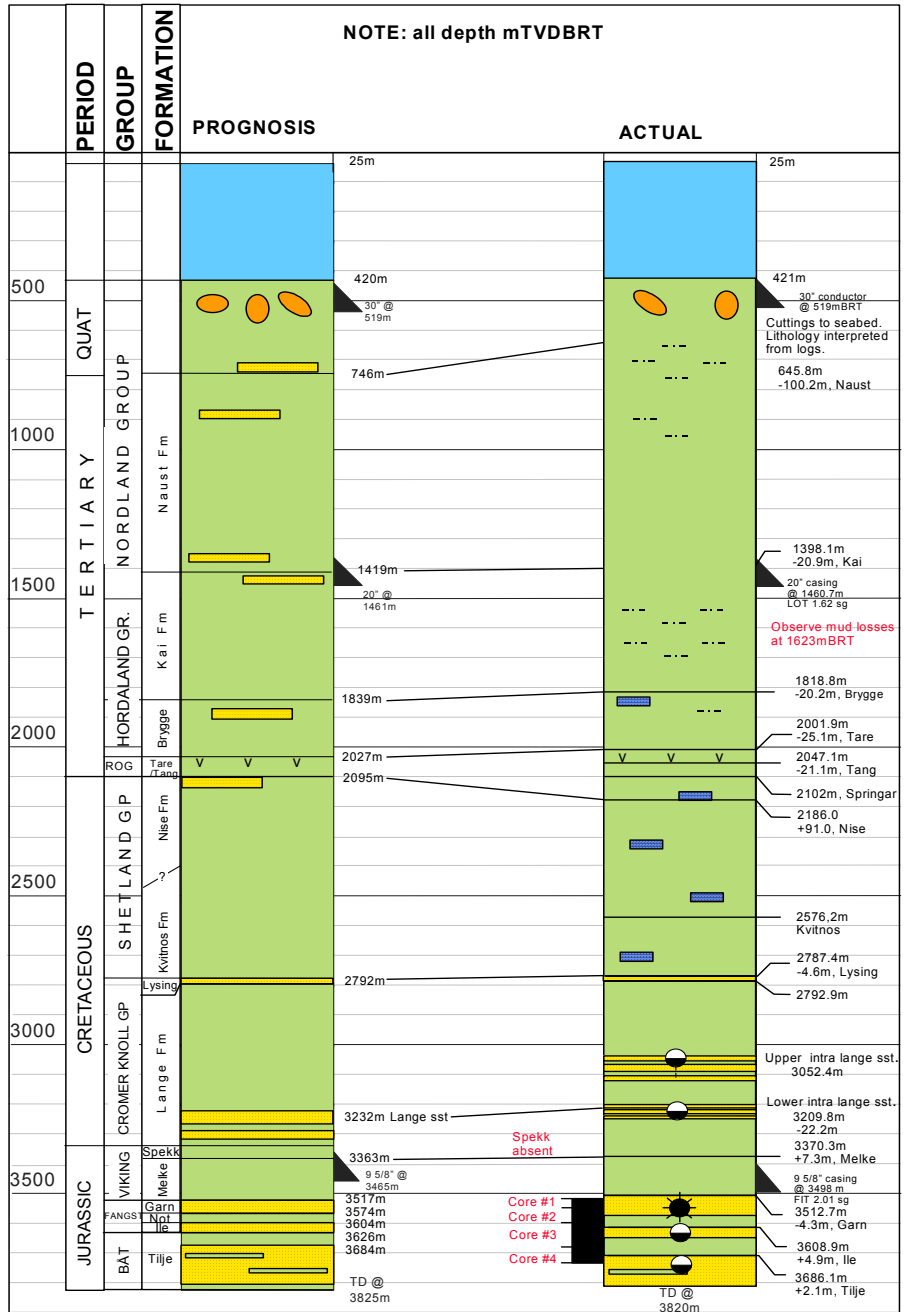 NOTE: all depth mTVDBRT
PERIOD
GROUP
FORMATION
PROGNOSIS
ACTUAL
500
1000
1500
2000
2500
3000
3500
QUAT
TERTIARY
CRETACEOUS
JURASSIC
NORDLAND GROUP
HORDALAND GR.
ROG
SHETLAND GP
CROMER KNOLL GP
VIKING
FANGST
BÅT
Naust Fm
Kai Fm
Brygge
Tare
/Tang
Nise Fm
?
Kvitnos Fm
Lysing
Lange Fm
Spekk
Melke
Garn
Not
Ile
Tilje
V V V
25m
420m
30" @
519m
746m
1419m
20" @
1461m
1839m
2027m
2095m
2792m
3232m Lange sst
3363m
9 5/8" @
3465m
3517m
3574m
3604m
3626m
3684m
TD @
3825m
Spekk
absent
Core #1
Core #2
Core #3
Core #4
V V V
TD @
3820m
25m
421m
30" conductor
@ 519mBRT
Cuttings to seabed.
Lithology interpreted
from logs.
645.8m
-100.2m, Naust
1398.1m
-20.9m, Kai
20" casing
@ 1460.7m
LOT 1.62 sg
Observe mud losses
at 1623mBRT
1818.8m
-20.2m, Brygge
2001.9m
-25.1m, Tare
2047.1m
-21.1m, Tang
2102m, Springar
2186.0
+91.0, Nise
2576,2m
Kvitnos
2787.4m
-4.6m, Lysing
2792.9m
Upper intra lange sst.
3052.4m
Lower intra lange sst.
3209.8m
-22.2m
3370.3m
+7.3m, Melke
9 5/8" casing
@ 3498 m
FIT 2.01 sg
3512.7m
-4.3m, Garn
3608.9m
+4.9m, Ile
3686.1m
+2.1m, Tilje